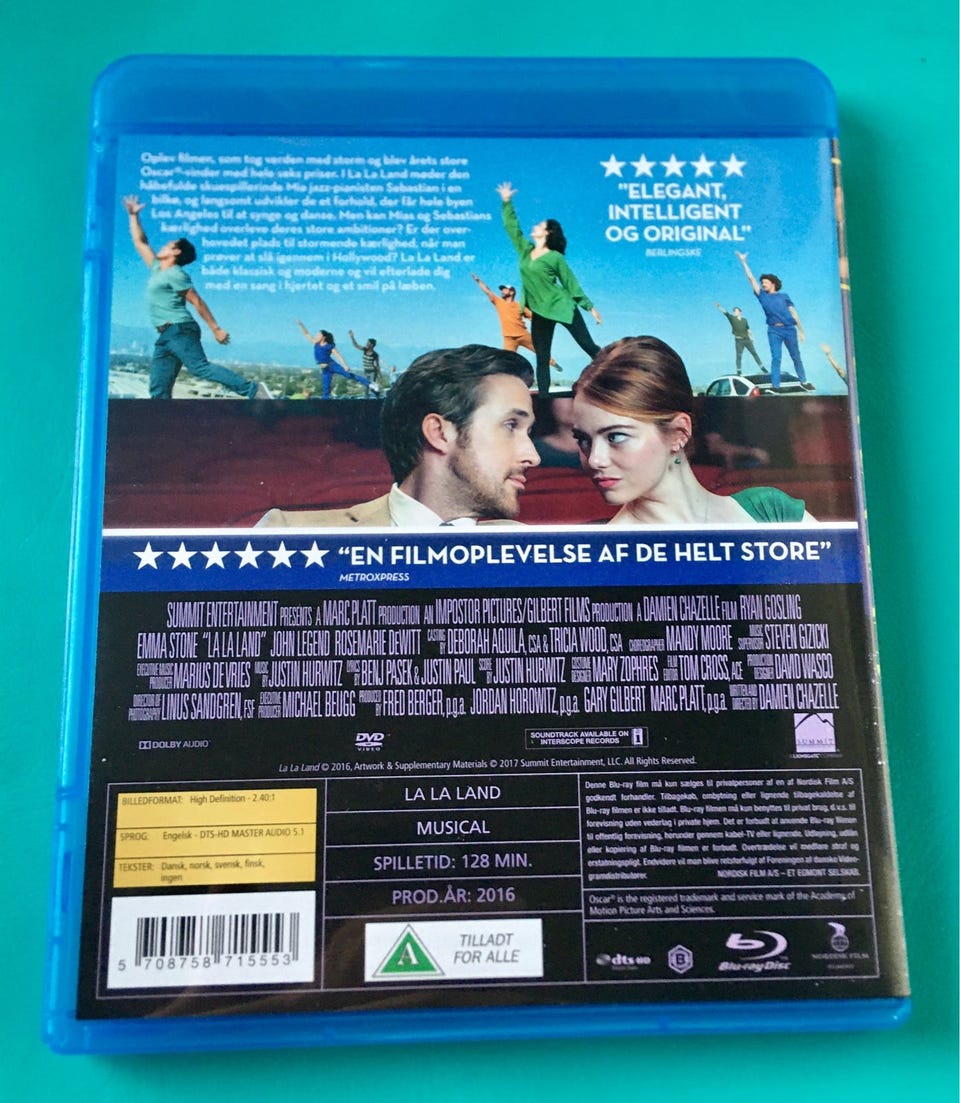 Oplev filmen, som tog verden med storm og blev årets store
Oscar®-vinder med hele seks priser. I La La Land møder den
håbefulde skuespillerinde Mia jazz-pianisten Sebastian i en
bilkø, og langsomt udvikler de et forhold, der får hele byen
Los Angeles til at synge og danse. Men kan Mias og Sebastians
kærlighed overleve deres store ambitioner? Er der over-
hovedet plads til stormende kærlighed, når man
prøver at slå igennem i Hollywood? La La Land er
både klassisk og moderne og vil efterlade dig
med en sang i hjertet og et smil på læben.
"ELEGANT,
INTELLIGENT
OG ORIGINAL"
BERLINGSKE
"EN FILMOPLEVELSE AF DE HELT STORE"
METROXPRESS
SUMMIT ENTERTAINMENT PRESENTS A MARC PLATT PRODUCTION AN IMPOSTOR PICTURES/GILBERT FILMS PRODUCTION A DAMIEN CHAZELLE FILM RYAN GOSLING
EMMA STONE "LA LA LAND" JOHN LEGEND ROSEMARIE DEWITT CASTING BY DEBORAH AQUILA, CSA & TRICIA WOOD, CSA CHOREOGRAPHER MANDY MOORE MUSIC SUPERVISOR STEVEN GIZICKI
EXECUTIVE MUSIC PRODUCER MARIUS DE VRIES MUSIC BY JUSTIN HURWITZ LYRICS BY BENJ PASEK & JUSTIN PAUL SCORE BY JUSTIN HURWITZ COSTUME DESIGNER MARY ZOPHRES FILM EDITOR TOM CROSS, ACE PRODUCTION DESIGNER DAVID WASCO
DIRECTOR OF PHOTOGRAPHY LINUS SANDGREN, FSF EXECUTIVE PRODUCER MICHAEL BEUGG PRODUCED BY FRED BERGER, p.g.a. JORDAN HOROWITZ, p.g.a. GARY GILBERT MARC PLATT, p.g.a. WRITTEN AND DIRECTED BY DAMIEN CHAZELLE
DOLBY AUDIO™
DVD VIDEO
SOUNDTRACK AVAILABLE ON
INTERSCOPE RECORDS
SUMMIT
La La Land © 2016, Artwork & Supplementary Materials © 2017 Summit Entertainment, LLC. All Rights Reserved.
BILLEDFORMAT: High Definition - 2.40:1
SPROG: Engelsk - DTS-HD MASTER AUDIO 5.1
TEKSTER: Dansk, norsk, svensk, finsk,
ingen
5 708758 715553
LA LA LAND
MUSICAL
SPILLETID: 128 MIN.
PROD.ÅR: 2016
A
TILLADT
FOR ALLE
Denne Blu-ray film må kun sælges til privatpersoner af en af Nordisk Film A/S
godkendt forhandler. Tilbagekøb, ombytning eller lignende tilbagekaldelse af
Blu-ray filmen er ikke tilladt. Blu-ray filmen må kun benyttes til privat brug, d.v.s. til
forevisning uden vederlag i private hjem. Det er forbudt at anvende Blu-ray filmen
til offentlig forevisning, herunder gennem kabel-TV eller lignende. Udlejning, udlån
eller kopiering af Blu-ray filmen er forbudt. Overtrædelse vil medføre straf og
erstatningspligt. Endvidere vil man blive retsforfulgt af Foreningen af danske Video-
gramdistributører.
NORDISK FILM A/S – ET EGMONT SELSKAB.
Oscar® is the registered trademark and service mark of the Academy of
Motion Picture Arts and Sciences.
dts HD
B
Blu-ray Disc
NORDISK FILM